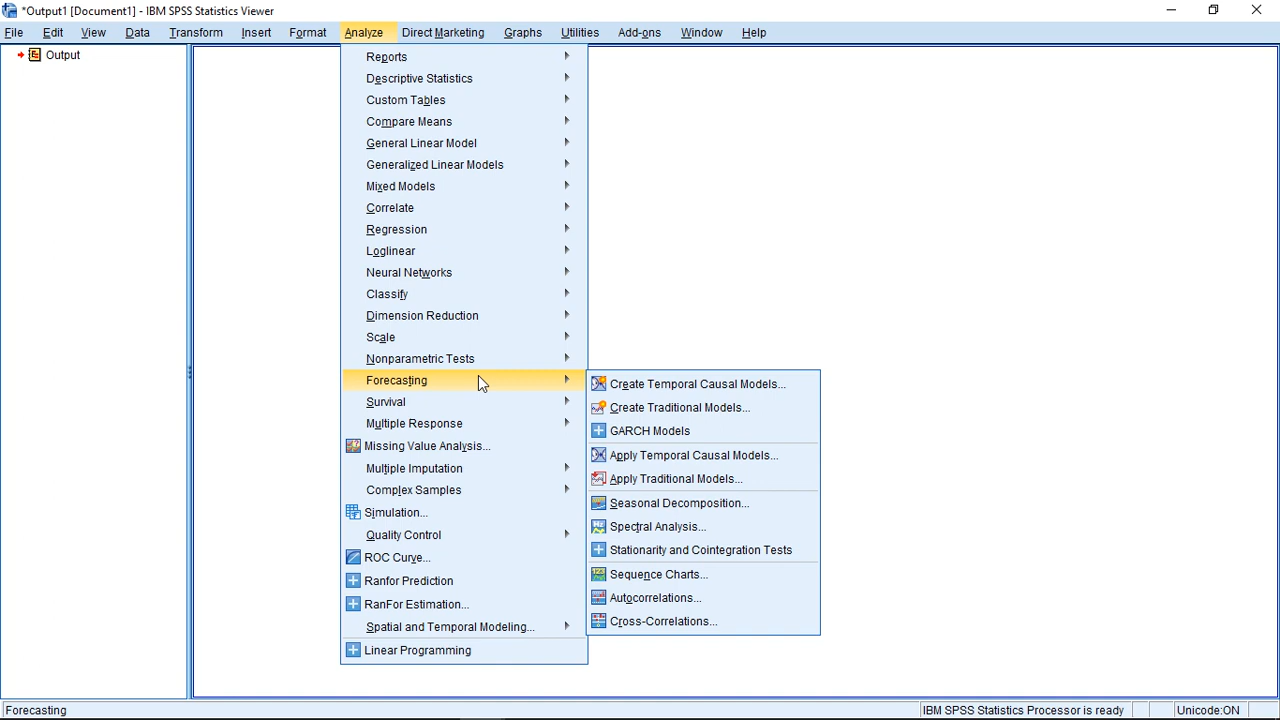 *Output1 [Document1] - IBM SPSS Statistics Viewer
File Edit View Data Transform Insert Format Analyze Direct Marketing Graphs Utilities Add-ons Window Help
Output
Reports
Descriptive Statistics
Custom Tables
Compare Means
General Linear Model
Generalized Linear Models
Mixed Models
Correlate
Regression
Loglinear
Neural Networks
Classify
Dimension Reduction
Scale
Nonparametric Tests
Forecasting
Survival
Multiple Response
Missing Value Analysis...
Multiple Imputation
Complex Samples
Simulation...
Quality Control
ROC Curve...
Ranfor Prediction
RanFor Estimation...
Spatial and Temporal Modeling...
Linear Programming
Create Temporal Causal Models...
Create Traditional Models...
GARCH Models
Apply Temporal Causal Models...
Apply Traditional Models...
Seasonal Decomposition...
Spectral Analysis...
Stationarity and Cointegration Tests
Sequence Charts...
Autocorrelations...
Cross-Correlations...
Forecasting
IBM SPSS Statistics Processor is ready
Unicode:ON